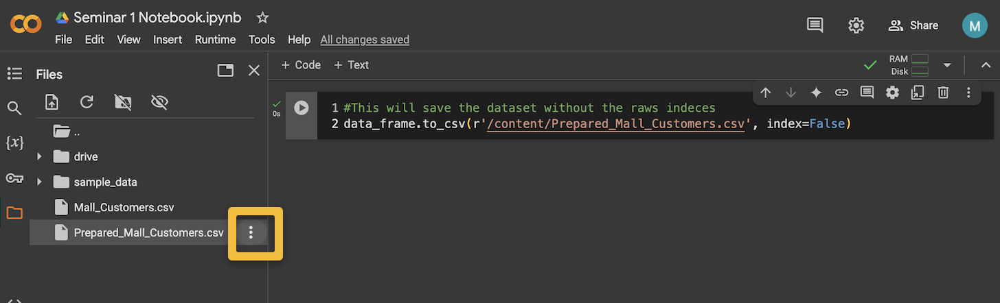 Seminar 1 Notebook.ipynb
File Edit View Insert Runtime Tools Help All changes saved
Share
M
Files
+ Code + Text
RAM
Disk
{x}
..
drive
sample_data
Mall_Customers.csv
Prepared_Mall_Customers.csv
0s
1 #This will save the dataset without the raws indeces
2 data_frame.to_csv(r'/content/Prepared_Mall_Customers.csv', index=False)